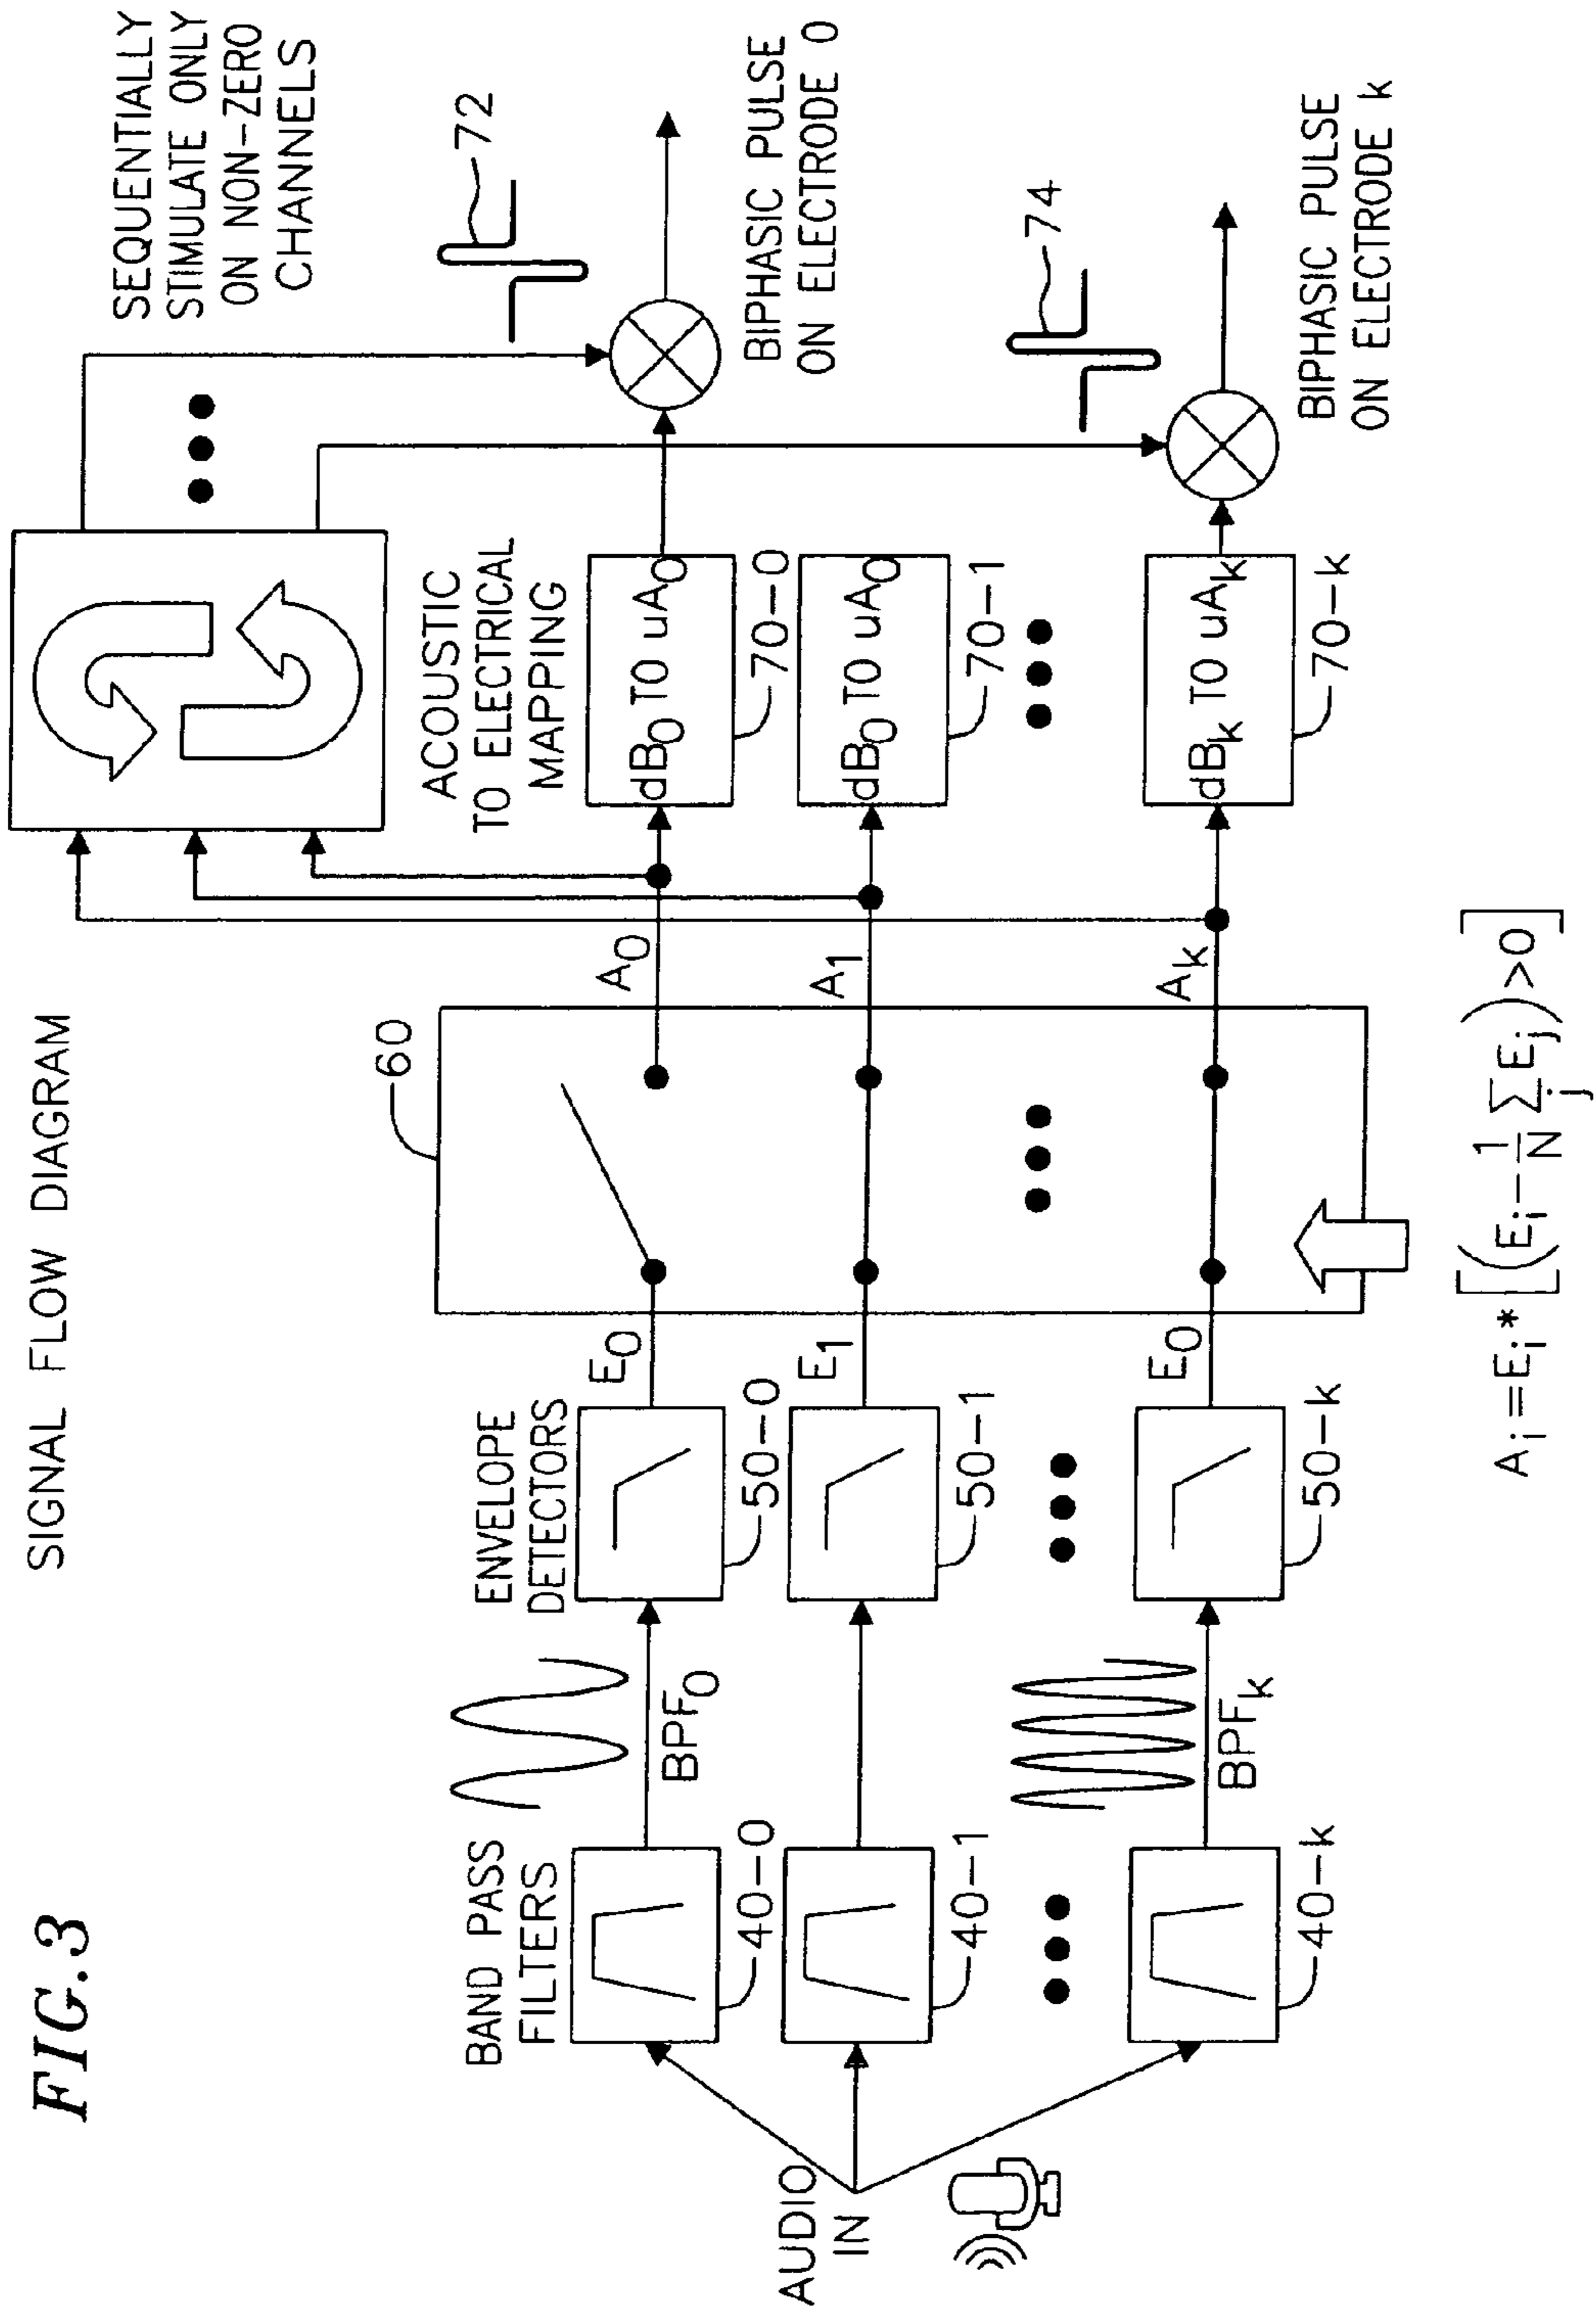 FIG.3
SIGNAL FLOW DIAGRAM
AUDIO
IN
BAND PASS
FILTERS
40-0
40-1
40-k
BPF0
BPFk
ENVELOPE
DETECTORS
50-0
50-1
50-k
E0
E1
E0
60
Ai=Ei*[(Ei-1/N Σj Ej)>0]
A0
A1
Ak
ACOUSTIC
TO ELECTRICAL
MAPPING
dB0 TO uA0
70-0
dB0 TO uA0
70-1
dBk TO uAk
70-k
SEQUENTIALLY
STIMULATE ONLY
ON NON-ZERO
CHANNELS
72
BIPHASIC PULSE
ON ELECTRODE 0
74
BIPHASIC PULSE
ON ELECTRODE k